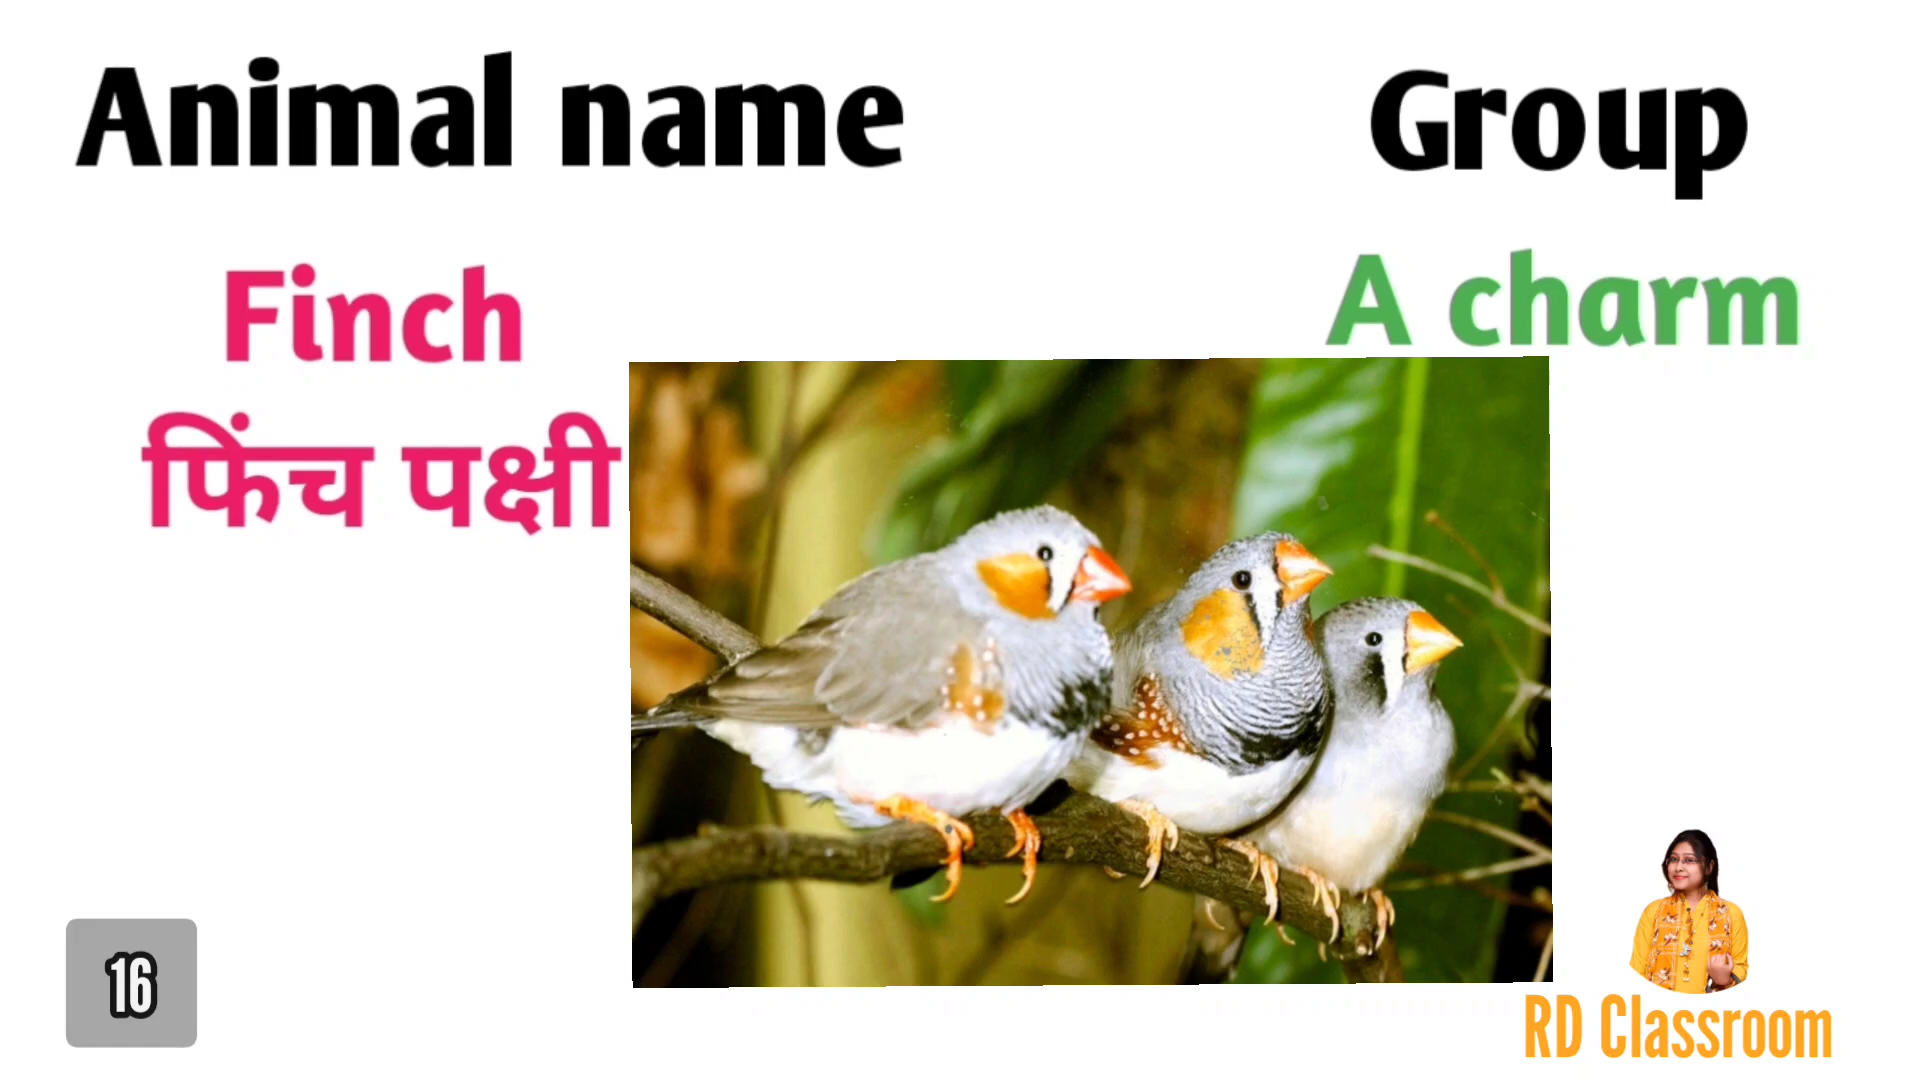 Animal name
Group
Finch
A charm
फिंच पक्षी
16
RD Classroom